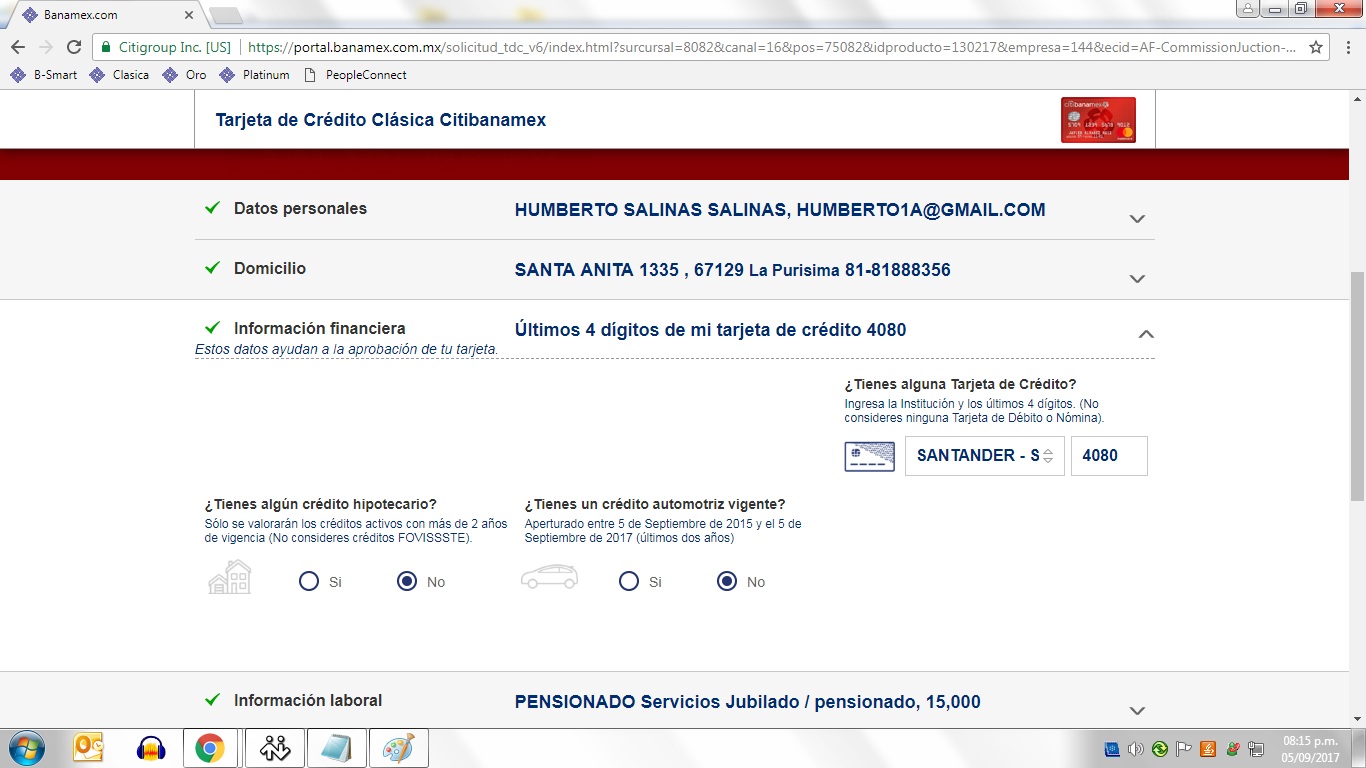 Banamex.com
Citigroup Inc. [US]
https://portal.banamex.com.mx/solicitud_tdc_v6/index.html?surcursal=8082&canal=16&pos=75082&idproducto=130217&empresa=144&ecid=AF-CommissionJuction-...
B-Smart
Clasica
Oro
Platinum
PeopleConnect
Tarjeta de Crédito Clásica Citibanamex
citibanamex
Datos personales
HUMBERTO SALINAS SALINAS, HUMBERTO1A@GMAIL.COM
Domicilio
SANTA ANITA 1335 , 67129 La Purisima 81-81888356
Información financiera
Últimos 4 dígitos de mi tarjeta de crédito 4080
Estos datos ayudan a la aprobación de tu tarjeta.
¿Tienes alguna Tarjeta de Crédito?
Ingresa la Institución y los últimos 4 dígitos. (No
consideres ninguna Tarjeta de Débito o Nómina).
SANTANDER - S
4080
¿Tienes algún crédito hipotecario?
Sólo se valorarán los créditos activos con más de 2 años
de vigencia (No consideres créditos FOVISSSTE).
Si
No
¿Tienes un crédito automotriz vigente?
Aperturado entre 5 de Septiembre de 2015 y el 5 de
Septiembre de 2017 (últimos dos años)
Si
No
Información laboral
PENSIONADO Servicios Jubilado / pensionado, 15,000
08:15 p.m.
05/09/2017